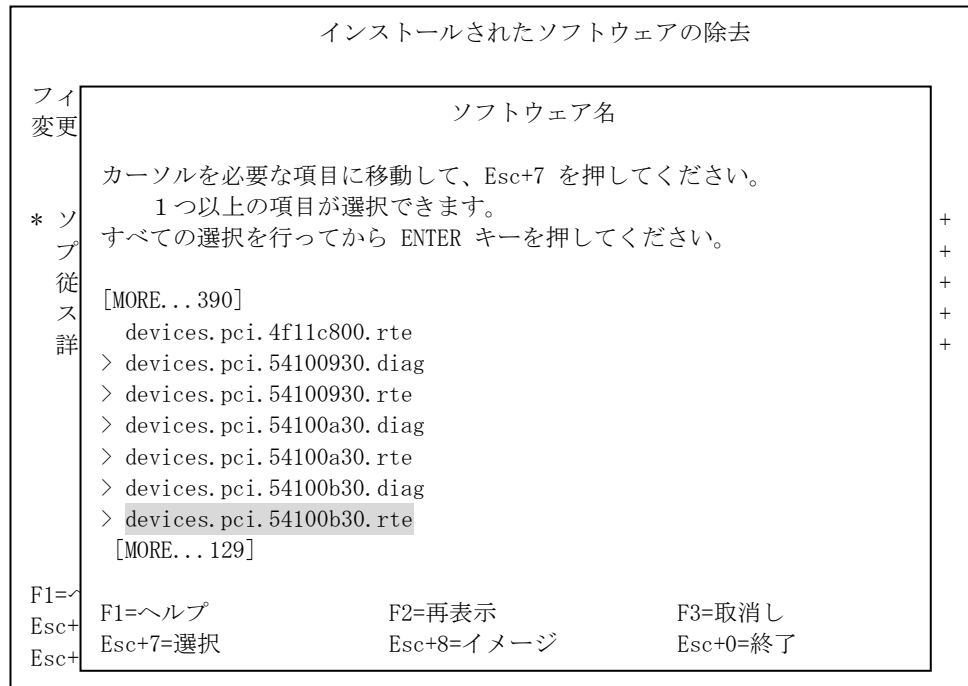 インストールされたソフトウェアの除去
フィ
変更
ソフトウェア名
カーソルを必要な項目に移動して、Esc+7 を押してください。
１つ以上の項目が選択できます。
* ソ +
すべての選択を行ってから ENTER キーを押してください。
プ +
従 +
[MORE...390]
ス +
devices.pci.4f11c800.rte
詳 +
> devices.pci.54100930.diag
> devices.pci.54100930.rte
> devices.pci.54100a30.diag
> devices.pci.54100a30.rte
> devices.pci.54100b30.diag
> devices.pci.54100b30.rte
[MORE...129]
F1=ヘ
F1=ヘルプ F2=再表示 F3=取消し
Esc+
Esc+7=選択 Esc+8=イメージ Esc+0=終了
Esc+